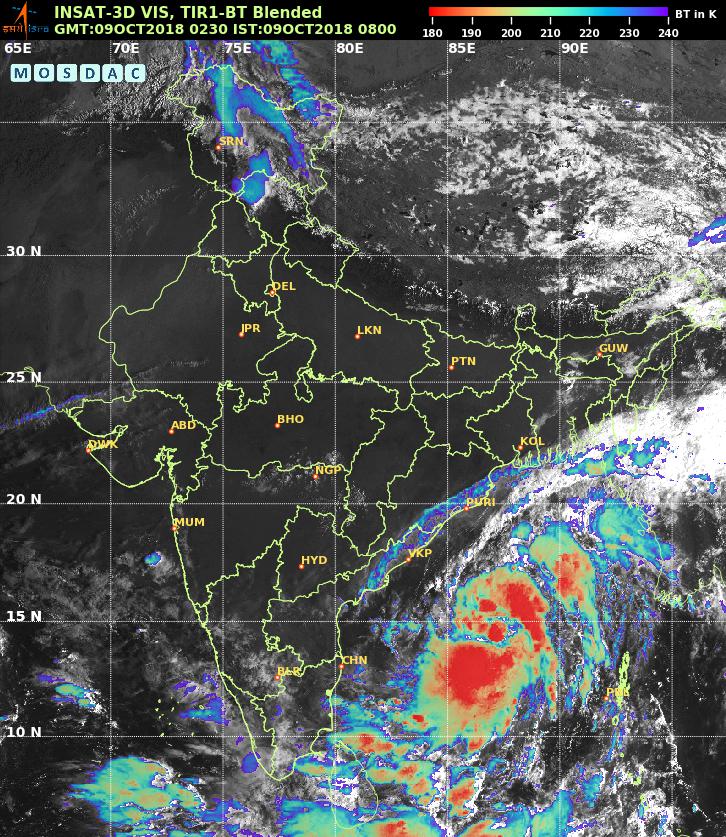 INSAT-3D VIS, TIR1-BT Blended
GMT:09OCT2018 0230 IST:09OCT2018 0800
BT in K
180 190 200 210 220 230 240
65E 70E 75E 80E 85E 90E
MOSDAC
SRN
30 N
DEL
JPR LKN
GUW
PTN
25 N
BHO
ABD
DWK KOL
NGP
20 N
PURI
MUM
VKP
HYD
15 N
CHN
BLR
10 N